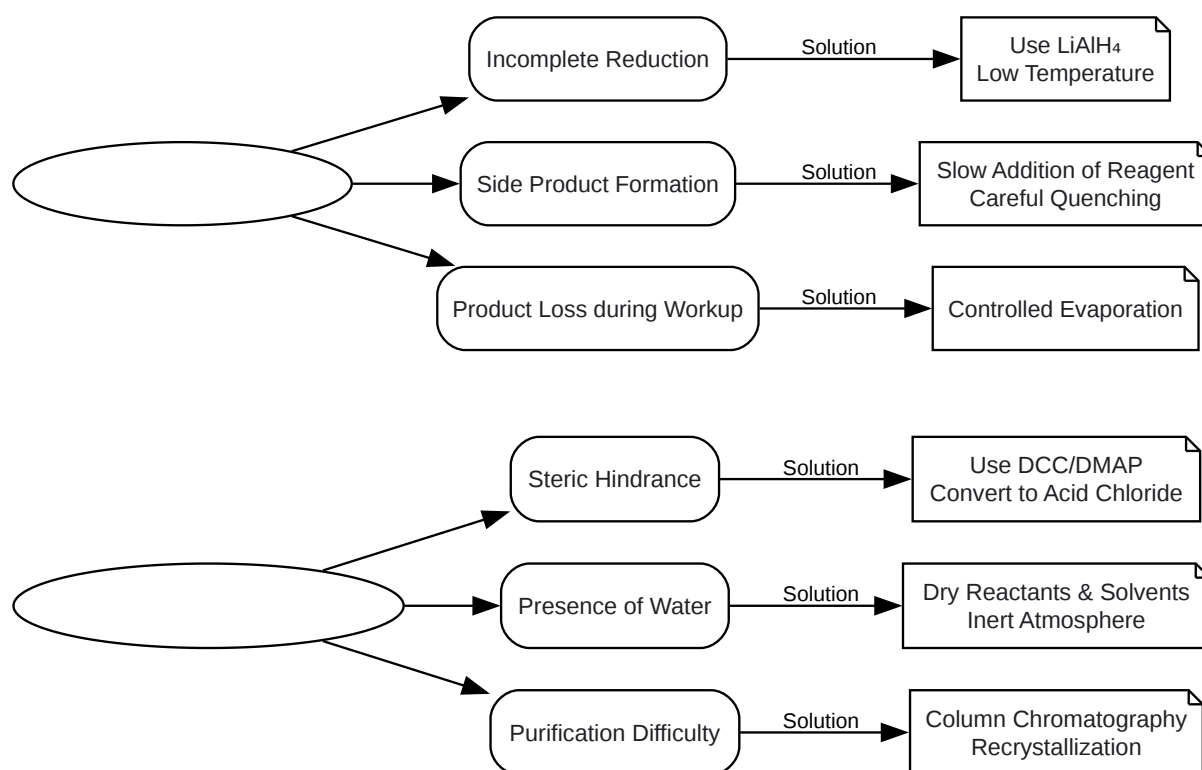 Incomplete Reduction
Solution
Use LiAlH₄
Low Temperature
Side Product Formation
Solution
Slow Addition of Reagent
Careful Quenching
Product Loss during Workup
Solution
Controlled Evaporation
Steric Hindrance
Solution
Use DCC/DMAP
Convert to Acid Chloride
Presence of Water
Solution
Dry Reactants & Solvents
Inert Atmosphere
Purification Difficulty
Solution
Column Chromatography
Recrystallization